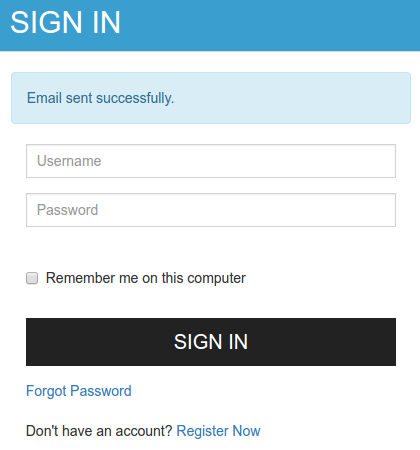 SIGN IN
Email sent successfully.
Username
Password
Remember me on this computer
SIGN IN
Forgot Password
Don't have an account? Register Now